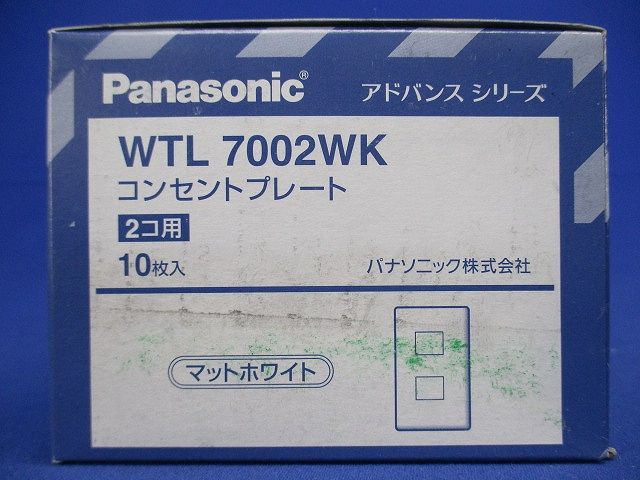 Panasonic® アドバンス シリーズ
WTL 7002WK
コンセントプレート
2コ用
10枚入 パナソニック株式会社
マットホワイト